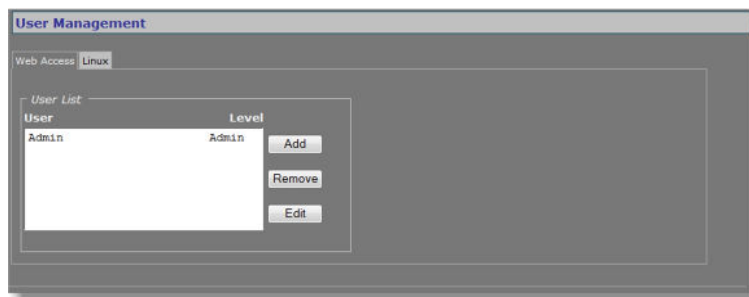 User Management
Web Access Linux
User List
User Level
Admin Admin
Add
Remove
Edit